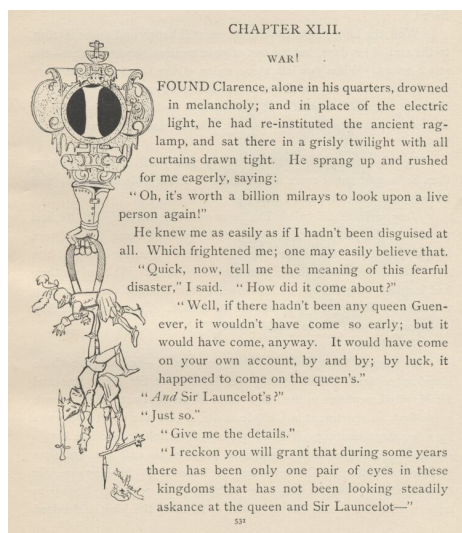 CHAPTER XLII.
WAR!
I FOUND Clarence, alone in his quarters, drowned
in melancholy; and in place of the electric
light, he had re-instituted the ancient rag-
lamp, and sat there in a grisly twilight with all
curtains drawn tight. He sprang up and rushed
for me eagerly, saying:
"Oh, it's worth a billion milrays to look upon a live
person again!"
He knew me as easily as if I hadn't been disguised at
all. Which frightened me; one may easily believe that.
"Quick, now, tell me the meaning of this fearful
disaster," I said. "How did it come about?"
"Well, if there hadn't been any queen Guen-
ever, it wouldn't have come so early; but it
would have come, anyway. It would have come
on your own account, by and by; by luck, it
happened to come on the queen's."
"And Sir Launcelot's?"
"Just so."
"Give me the details."
"I reckon you will grant that during some years
there has been only one pair of eyes in these
kingdoms that has not been looking steadily
askance at the queen and Sir Launcelot—"
532